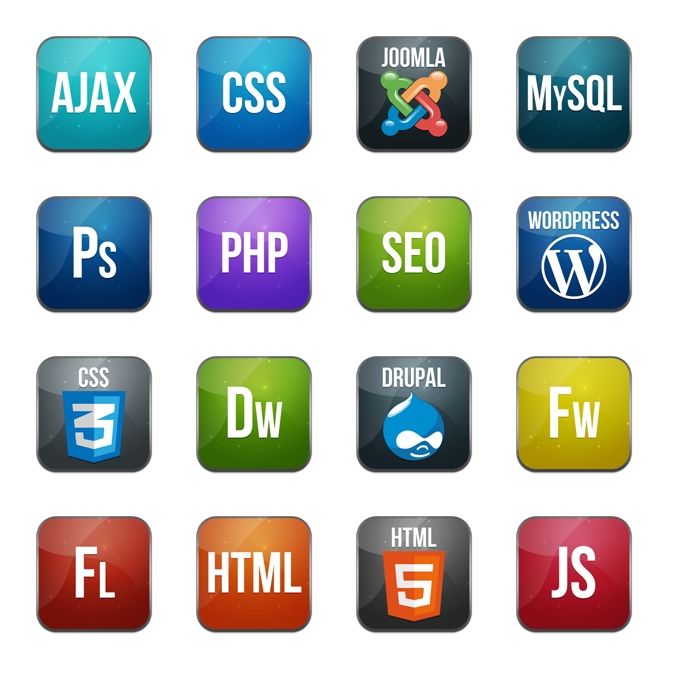 AJAX
CSS
JOOMLA
MySQL
Ps
PHP
SEO
WORDPRESS
W
CSS
3
Dw
DRUPAL
Fw
FL
HTML
HTML
5
JS